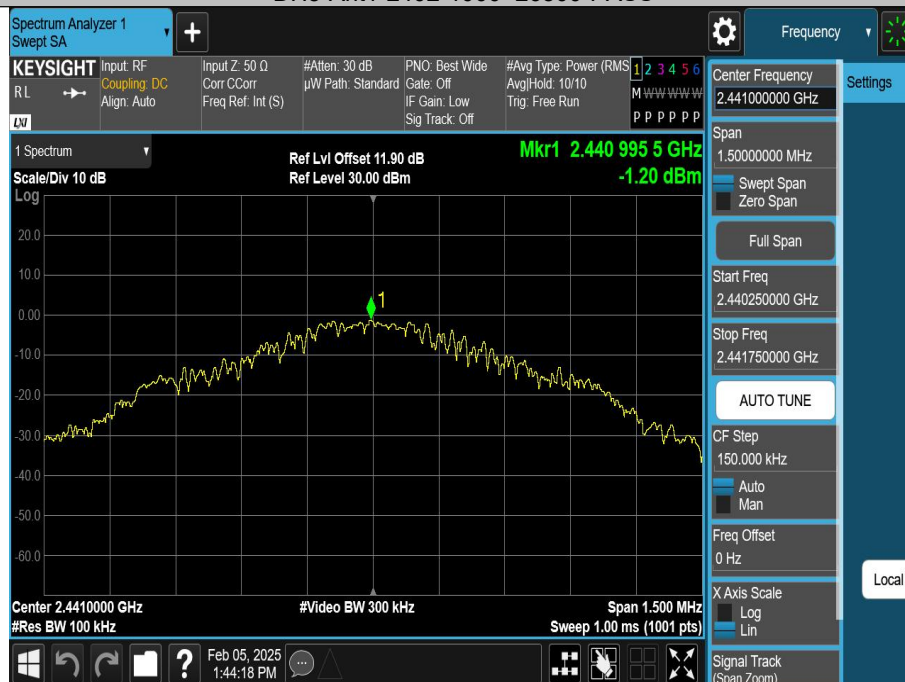 Spectrum Analyzer 1
Swept SA
Frequency
Settings
KEYSIGHT
RL
LXI
Input: RF
Coupling: DC
Align: Auto
Input Z: 50 Ω
Corr CCorr
Freq Ref: Int (S)
#Atten: 30 dB
µW Path: Standard
PNO: Best Wide
Gate: Off
IF Gain: Low
Sig Track: Off
#Avg Type: Power (RMS
Avg|Hold: 10/10
Trig: Free Run
1 2 3 4 5 6
M W W W W W
P P P P P P
1 Spectrum
Scale/Div 10 dB
Log
Ref Lvl Offset 11.90 dB
Ref Level 30.00 dBm
Mkr1 2.440 995 5 GHz
-1.20 dBm
1
20.0
10.0
0.00
-10.0
-20.0
-30.0
-40.0
-50.0
-60.0
Center 2.4410000 GHz
#Res BW 100 kHz
#Video BW 300 kHz
Span 1.500 MHz
Sweep 1.00 ms (1001 pts)
Feb 05, 2025
1:44:18 PM
Center Frequency
2.441000000 GHz
Span
1.50000000 MHz
Swept Span
Zero Span
Full Span
Start Freq
2.440250000 GHz
Stop Freq
2.441750000 GHz
AUTO TUNE
CF Step
150.000 kHz
Auto
Man
Freq Offset
0 Hz
X Axis Scale
Log
Lin
Signal Track
(Span Zoom)
Local